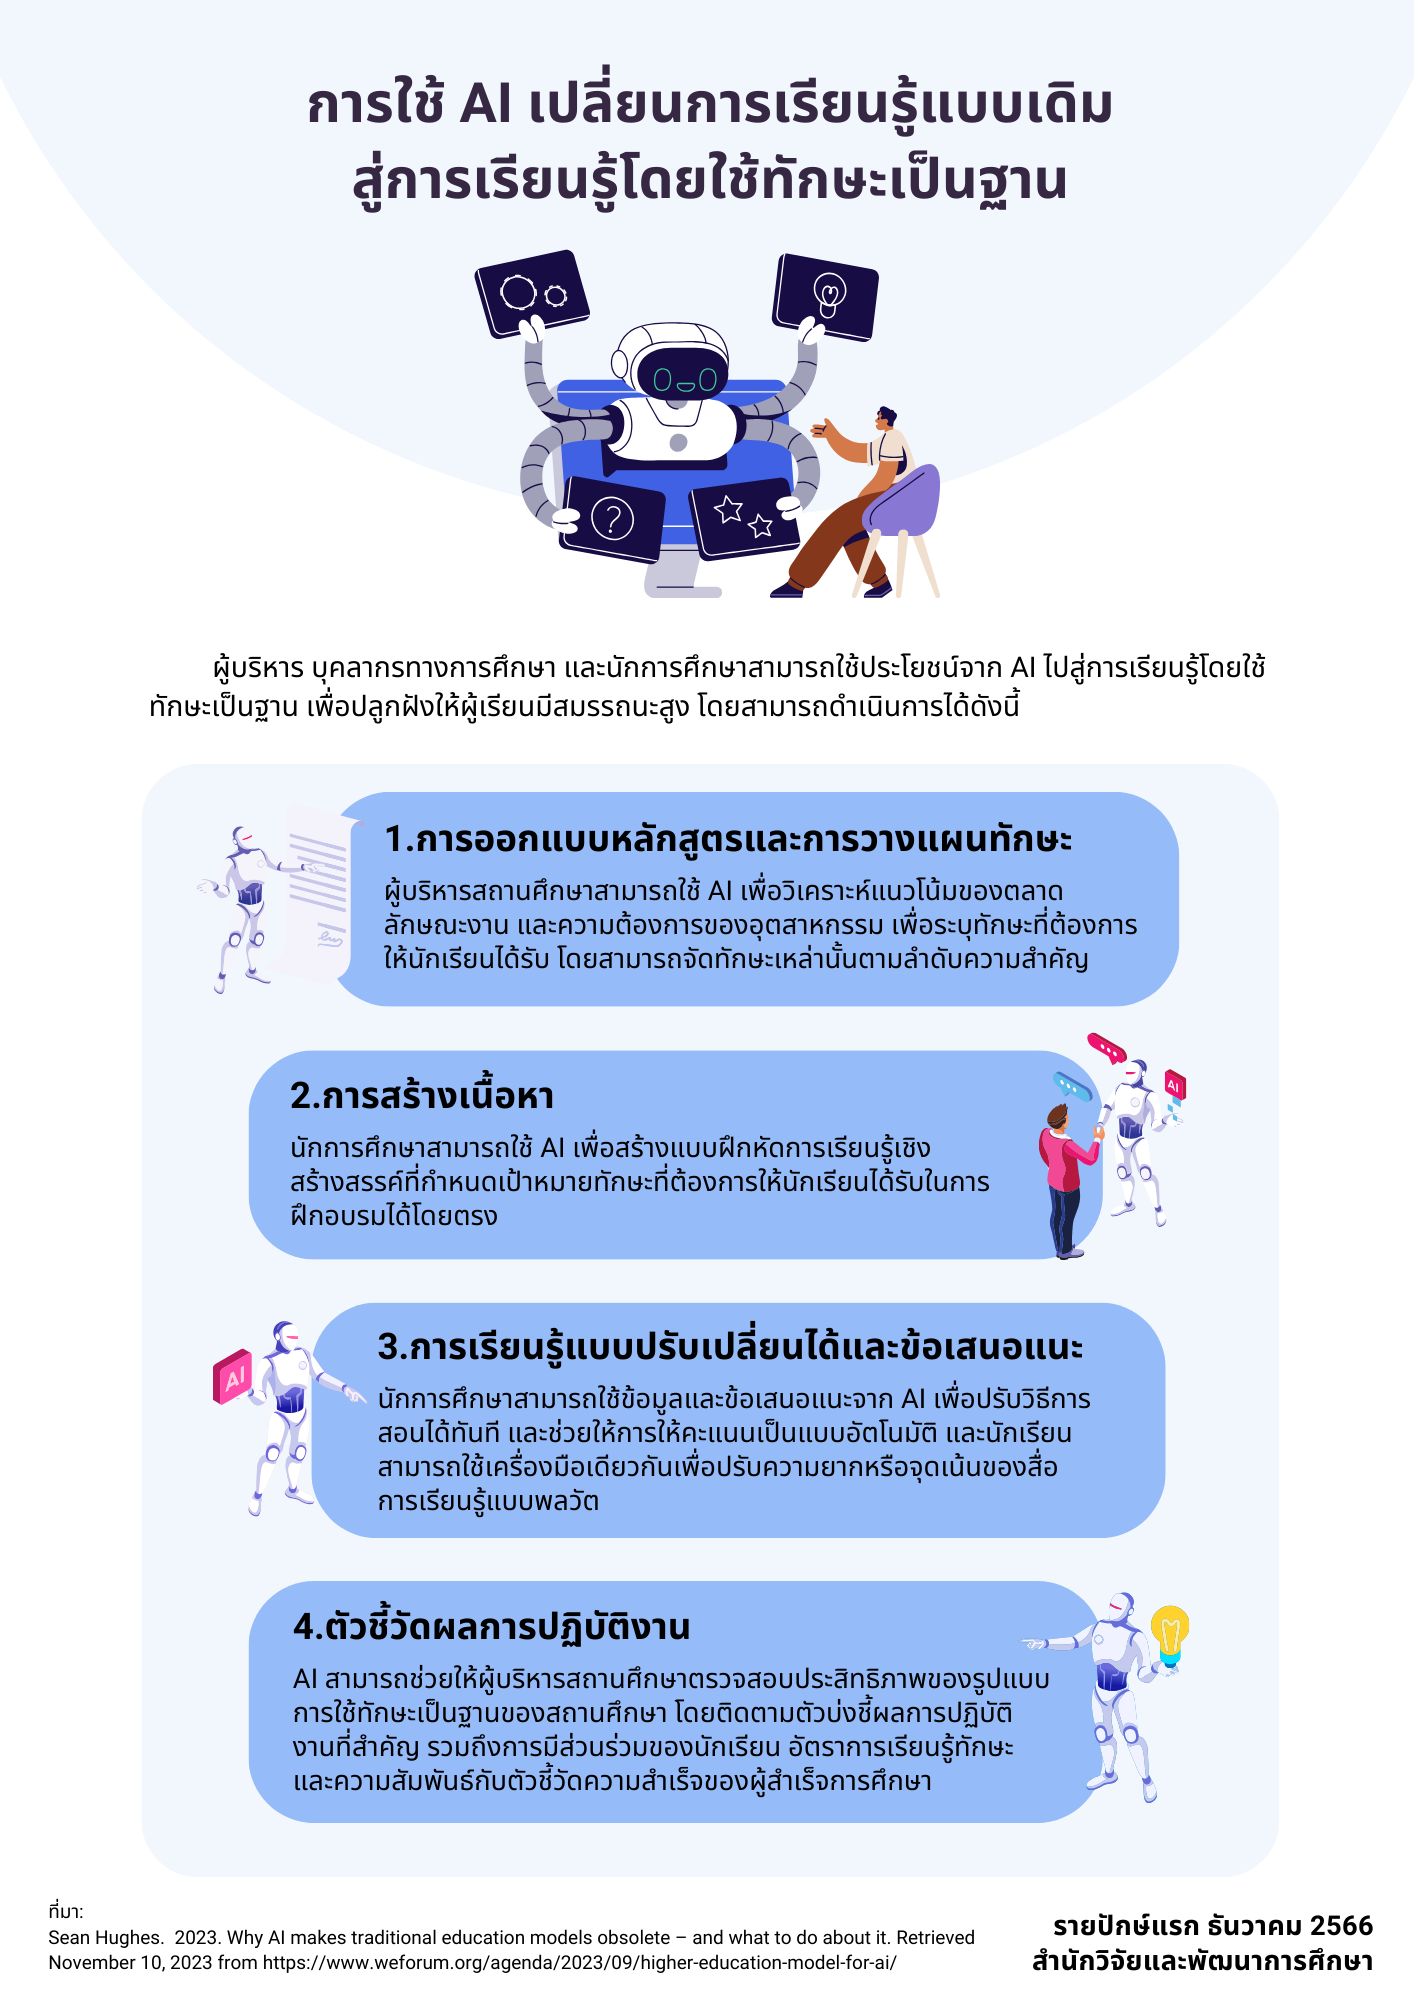 การใช้ AI เปลี่ยนการเรียนรู้แบบเดิม
สู่การเรียนรู้โดยใช้ทักษะเป็นฐาน
ผู้บริหาร บุคลากรทางการศึกษา และนักการศึกษาสามารถใช้ประโยชน์จาก AI ไปสู่การเรียนรู้โดยใช้
ทักษะเป็นฐาน เพื่อปลูกฝังให้ผู้เรียนมีสมรรถนะสูง โดยสามารถดำเนินการได้ดังนี้
1.การออกแบบหลักสูตรและการวางแผนทักษะ
ผู้บริหารสถานศึกษาสามารถใช้ AI เพื่อวิเคราะห์แนวโน้มของตลาด
ลักษณะงาน และความต้องการของอุตสาหกรรม เพื่อระบุทักษะที่ต้องการ
ให้นักเรียนได้รับ โดยสามารถจัดทักษะเหล่านั้นตามลำดับความสำคัญ
2.การสร้างเนื้อหา
นักการศึกษาสามารถใช้ AI เพื่อสร้างแบบฝึกหัดการเรียนรู้เชิง
สร้างสรรค์ที่กำหนดเป้าหมายทักษะที่ต้องการให้นักเรียนได้รับในการ
ฝึกอบรมได้โดยตรง
AI
3.การเรียนรู้แบบปรับเปลี่ยนได้และข้อเสนอแนะ
นักการศึกษาสามารถใช้ข้อมูลและข้อเสนอแนะจาก AI เพื่อปรับวิธีการ
สอนได้ทันที และช่วยให้การให้คะแนนเป็นแบบอัตโนมัติ และนักเรียน
สามารถใช้เครื่องมือเดียวกันเพื่อปรับความยากหรือจุดเน้นของสื่อ
การเรียนรู้แบบพลวัต
AI
4.ตัวชี้วัดผลการปฏิบัติงาน
AI สามารถช่วยให้ผู้บริหารสถานศึกษาตรวจสอบประสิทธิภาพของรูปแบบ
การใช้ทักษะเป็นฐานของสถานศึกษา โดยติดตามตัวบ่งชี้ผลการปฏิบัติ
งานที่สำคัญ รวมถึงการมีส่วนร่วมของนักเรียน อัตราการเรียนรู้ทักษะ
และความสัมพันธ์กับตัวชี้วัดความสำเร็จของผู้สำเร็จการศึกษา
ที่มา:
Sean Hughes.  2023. Why AI makes traditional education models obsolete – and what to do about it. Retrieved
November 10, 2023 from https://www.weforum.org/agenda/2023/09/higher-education-model-for-ai/
รายปักษ์แรก ธันวาคม 2566
สำนักวิจัยและพัฒนาการศึกษา